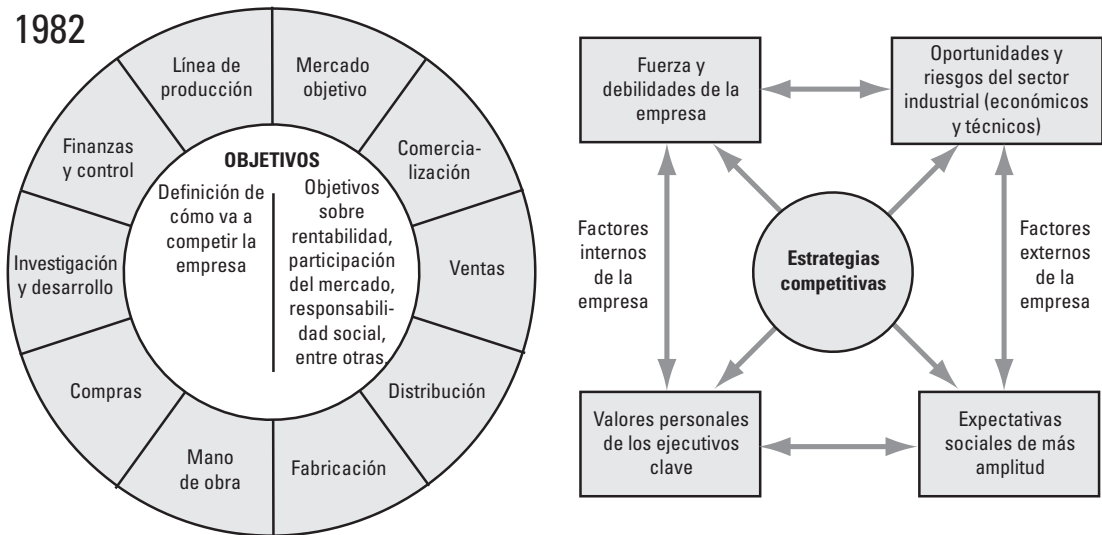 1982
Línea de
producción
Mercado
objetivo
Comercia-
lización
Ventas
Distribución
Fabricación
Mano
de obra
Compras
Investigación
y desarrollo
Finanzas
y control
OBJETIVOS
Definición de
cómo va a
competir la
empresa
Objetivos
sobre
rentabilidad,
participación
del mercado,
responsabili-
dad social,
entre otras.
Fuerza y
debilidades de la
empresa
Oportunidades y
riesgos del sector
industrial (económicos
y técnicos)
Factores
internos
de la
empresa
Estrategias
competitivas
Factores
externos
de la
empresa
Valores personales
de los ejecutivos
clave
Expectativas
sociales de más
amplitud